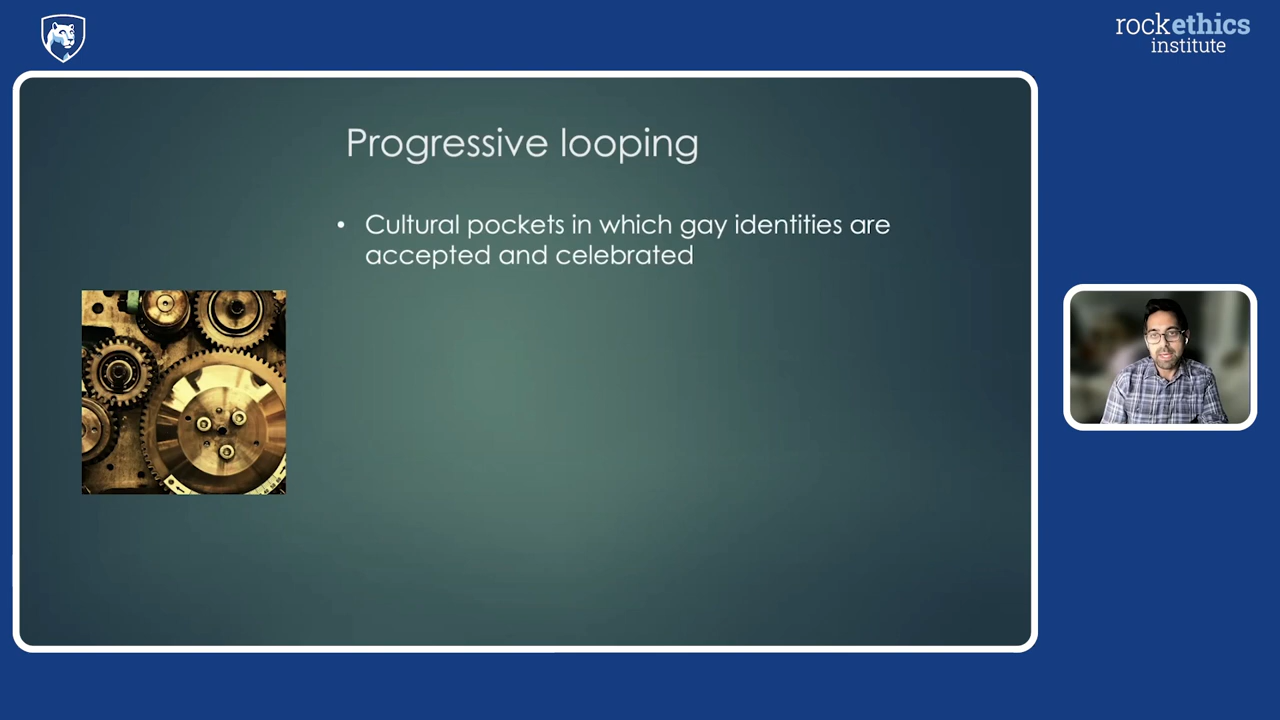 rockethics
institute
Progressive looping
• Cultural pockets in which gay identities are
accepted and celebrated